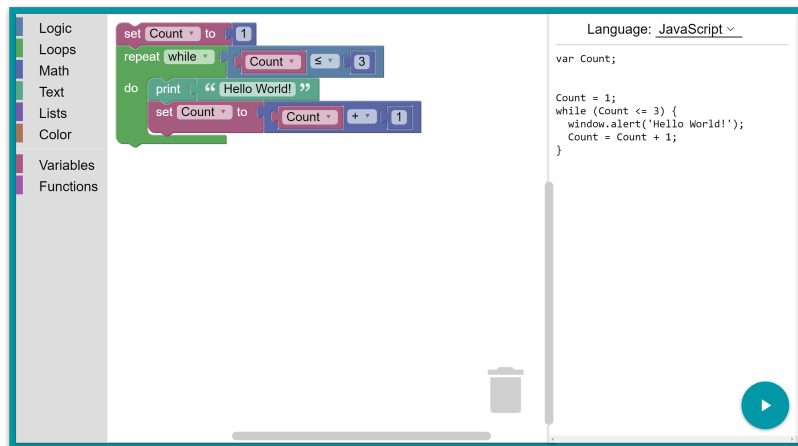 Logic
Loops
Math
Text
Lists
Color
Variables
Functions
set Count to 1
repeat while Count ≤ 3
do print “ Hello World! ”
set Count to Count + 1
Language: JavaScript
var Count;
Count = 1;
while (Count <= 3) {
  window.alert('Hello World!');
  Count = Count + 1;
}